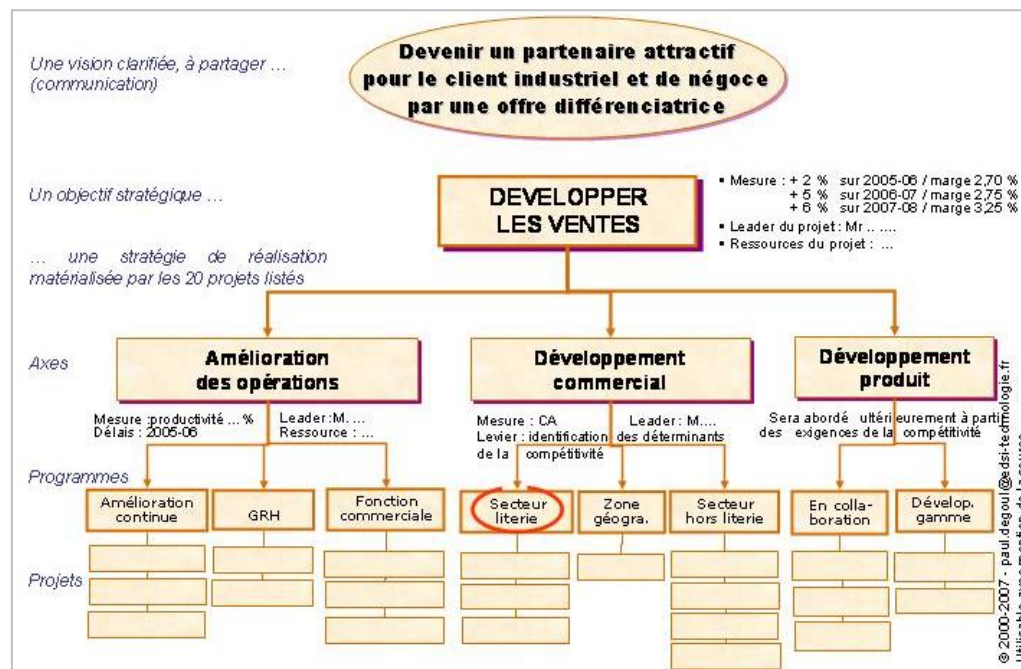 Une vision clarifiée, à partager ...
(communication)
Devenir un partenaire attractif
pour le client industriel et de négoce
par une offre différenciatrice
Un objectif stratégique ...
DEVELOPPER
LES VENTES
▪ Mesure : + 2 % sur 2005-06 / marge 2,70 %
+ 5 % sur 2006-07 / marge 2,75 %
+ 6 % sur 2007-08 / marge 3,25 %
▪ Leader du projet : Mr .. ....
▪ Ressources du projet : ...
... une stratégie de réalisation
matérialisée par les 20 projets listés
Axes
Amélioration
des opérations
Développement
commercial
Développement
produit
Mesure :productivité ... %
Délais : 2005-06
Leader :M. ...
Ressource : ...
Mesure : CA
Leader : M....
Levier : identification des déterminants
de la compétitivité
Sera abordé ultérieurement à partir
des exigences de la compétitivité
Programmes
Amélioration
continue
GRH
Fonction
commerciale
Secteur
literie
Zone
géogra.
Secteur
hors literie
En colla-
boration
Dévelop.
gamme
Projets
© 2000-2007 - paul.degoul@edsi-technologie.fr
Utilisable avec mention de la source